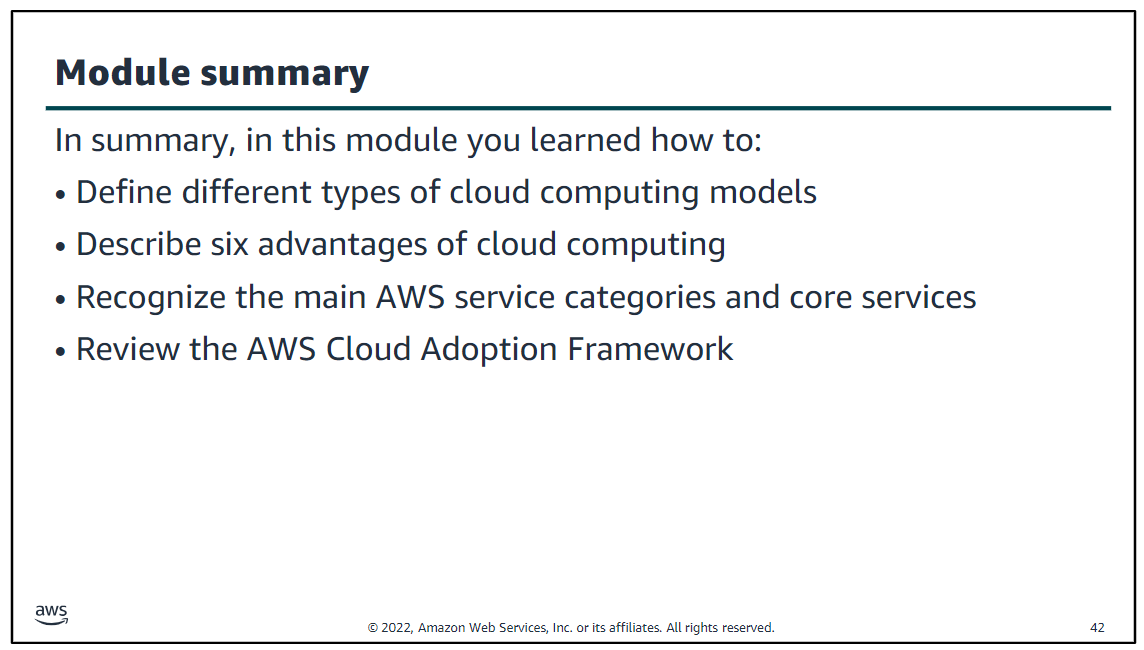 Module summary
In summary, in this module you learned how to:
• Define different types of cloud computing models
• Describe six advantages of cloud computing
• Recognize the main AWS service categories and core services
• Review the AWS Cloud Adoption Framework
aws
© 2022, Amazon Web Services, Inc. or its affiliates. All rights reserved.
42